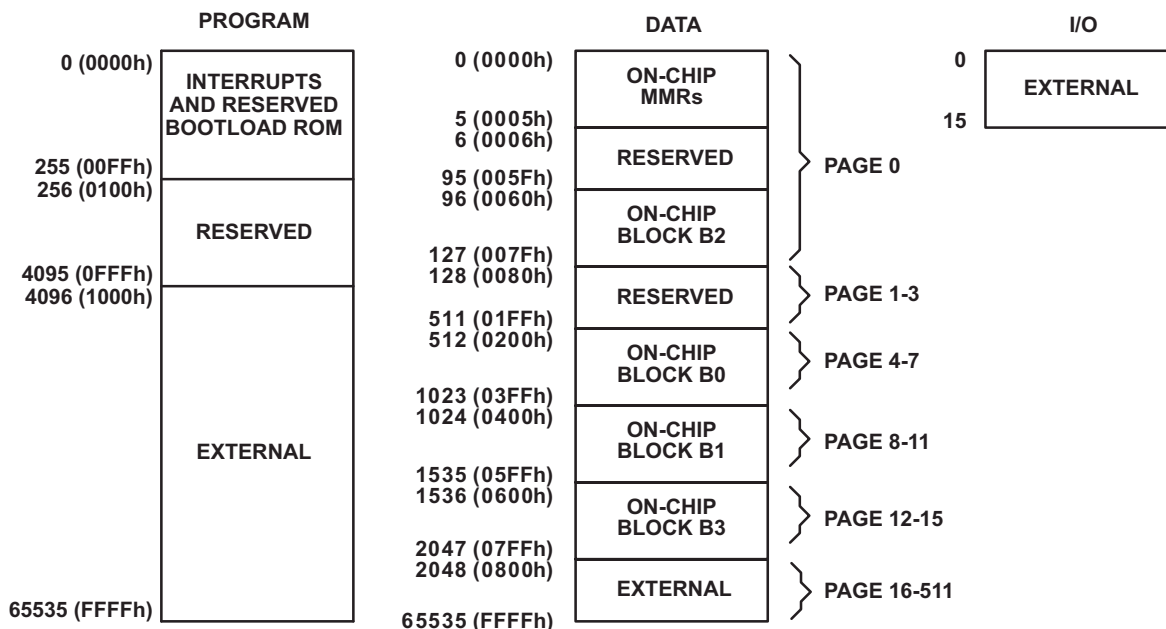 PROGRAM
0 (0000h)
INTERRUPTS
AND RESERVED
BOOTLOAD ROM
255 (00FFh)
256 (0100h)
RESERVED
4095 (0FFFh)
4096 (1000h)
EXTERNAL
65535 (FFFFh)
DATA
0 (0000h)
ON-CHIP
MMRs
5 (0005h)
6 (0006h)
RESERVED
95 (005Fh)
96 (0060h)
ON-CHIP
BLOCK B2
127 (007Fh)
128 (0080h)
RESERVED
511 (01FFh)
512 (0200h)
ON-CHIP
BLOCK B0
1023 (03FFh)
1024 (0400h)
ON-CHIP
BLOCK B1
1535 (05FFh)
1536 (0600h)
ON-CHIP
BLOCK B3
2047 (07FFh)
2048 (0800h)
EXTERNAL
65535 (FFFFh)
PAGE 0
PAGE 1-3
PAGE 4-7
PAGE 8-11
PAGE 12-15
PAGE 16-511
I/O
0
EXTERNAL
15